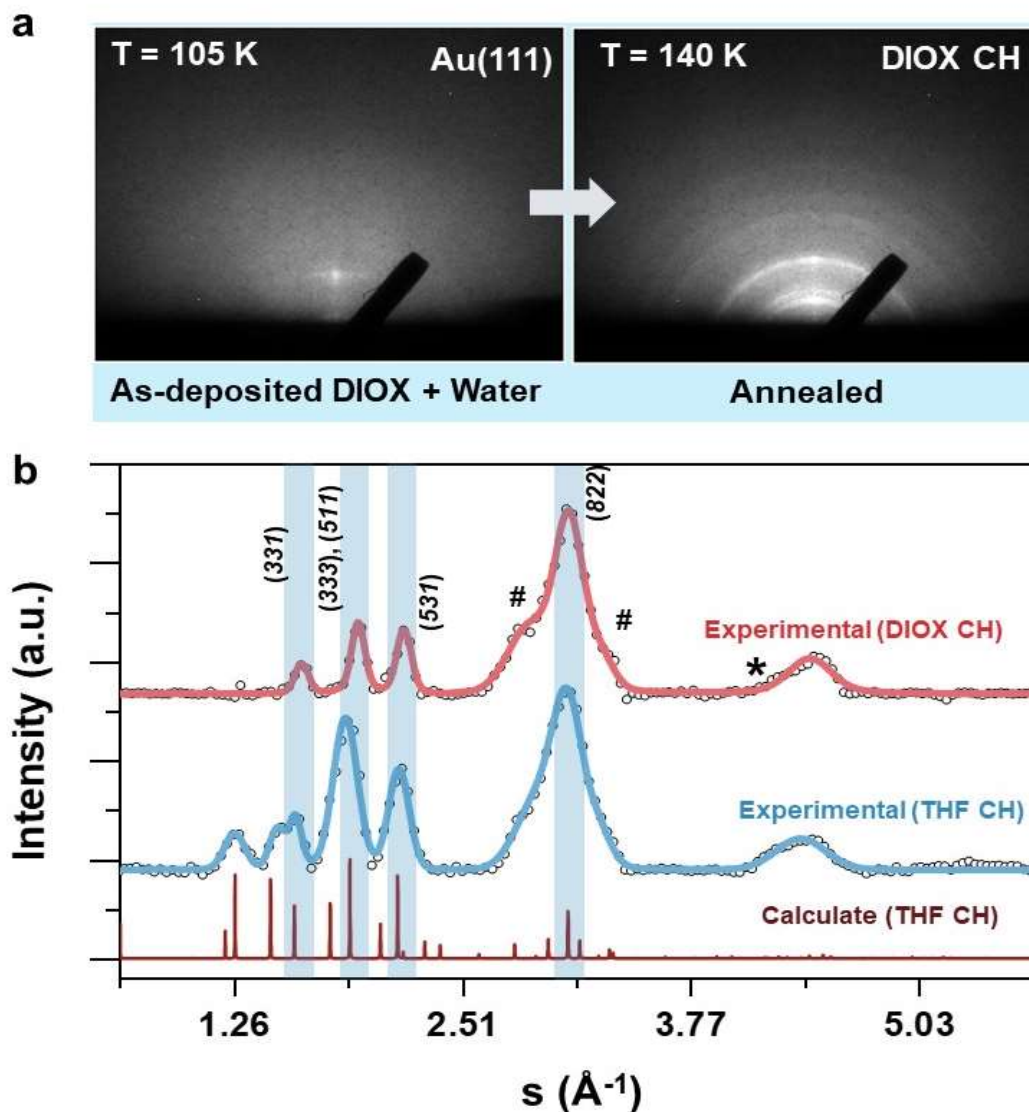 a
T = 105 K
Au(111)
T = 140 K
DIOX CH
As-deposited DIOX + Water
Annealed
b
Intensity (a.u.)
(331)
(333), (511)
(531)
#
(822)
#
Experimental (DIOX CH)
*
Experimental (THF CH)
Calculate (THF CH)
1.26
2.51
3.77
5.03
s (Å⁻¹)